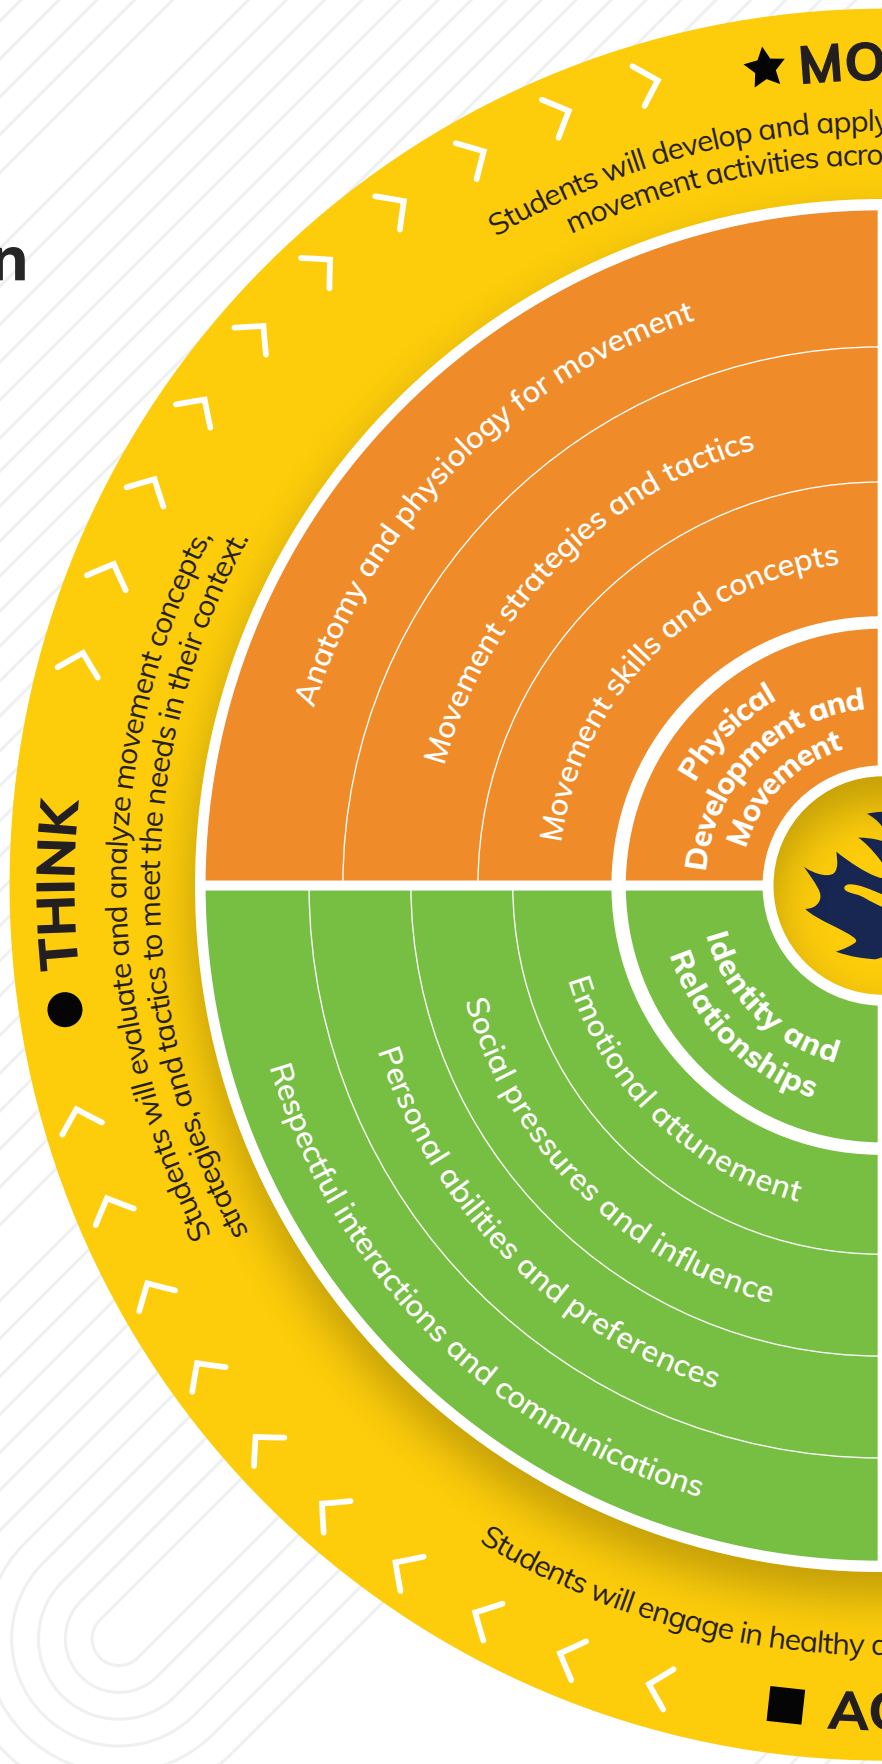 n
MO
Students will develop and apply
movement activities acro
Anatomy and physiology for movement
Movement strategies and tactics
Movement skills and concepts
Physical
Development and
Movement
THINK
Students will evaluate and analyze movement concepts,
strategies, and tactics to meet the needs in their context.
Identity and
Relationships
Emotional attunement
Social pressures and influence
Personal abilities and preferences
Respectful interactions and communications
Students will engage in healthy
AC